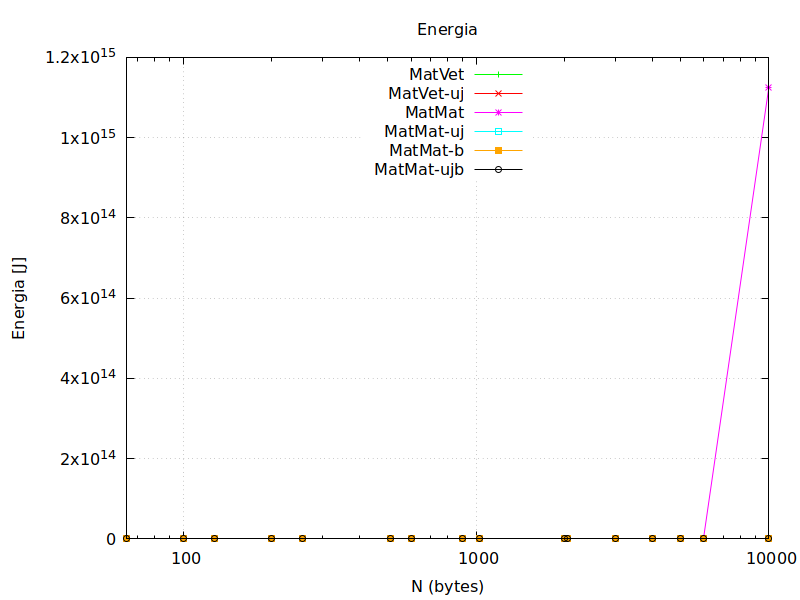 Energia
MatVet
MatVet-uj
MatMat
MatMat-uj
MatMat-b
MatMat-ujb
1.2x10^15
1x10^15
8x10^14
6x10^14
4x10^14
2x10^14
0
Energia [J]
100
1000
10000
N (bytes)